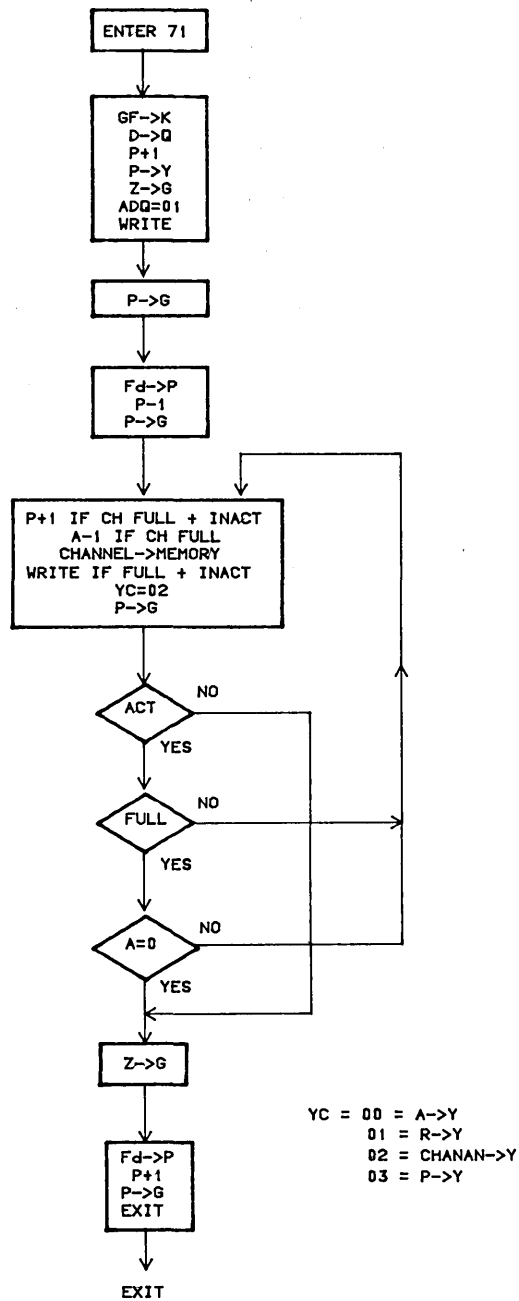 ENTER 71
GF->K
D->Q
P+1
P->Y
Z->G
ADQ=01
WRITE
P->G
Fd->P
P-1
P->G
P+1 IF CH FULL + INACT
A-1 IF CH FULL
CHANNEL->MEMORY
WRITE IF FULL + INACT
YC=02
P->G
ACT
NO
YES
FULL
NO
YES
A=0
NO
YES
Z->G
Fd->P
P+1
P->G
EXIT
EXIT
YC = 00 = A->Y
01 = R->Y
02 = CHANAN->Y
03 = P->Y